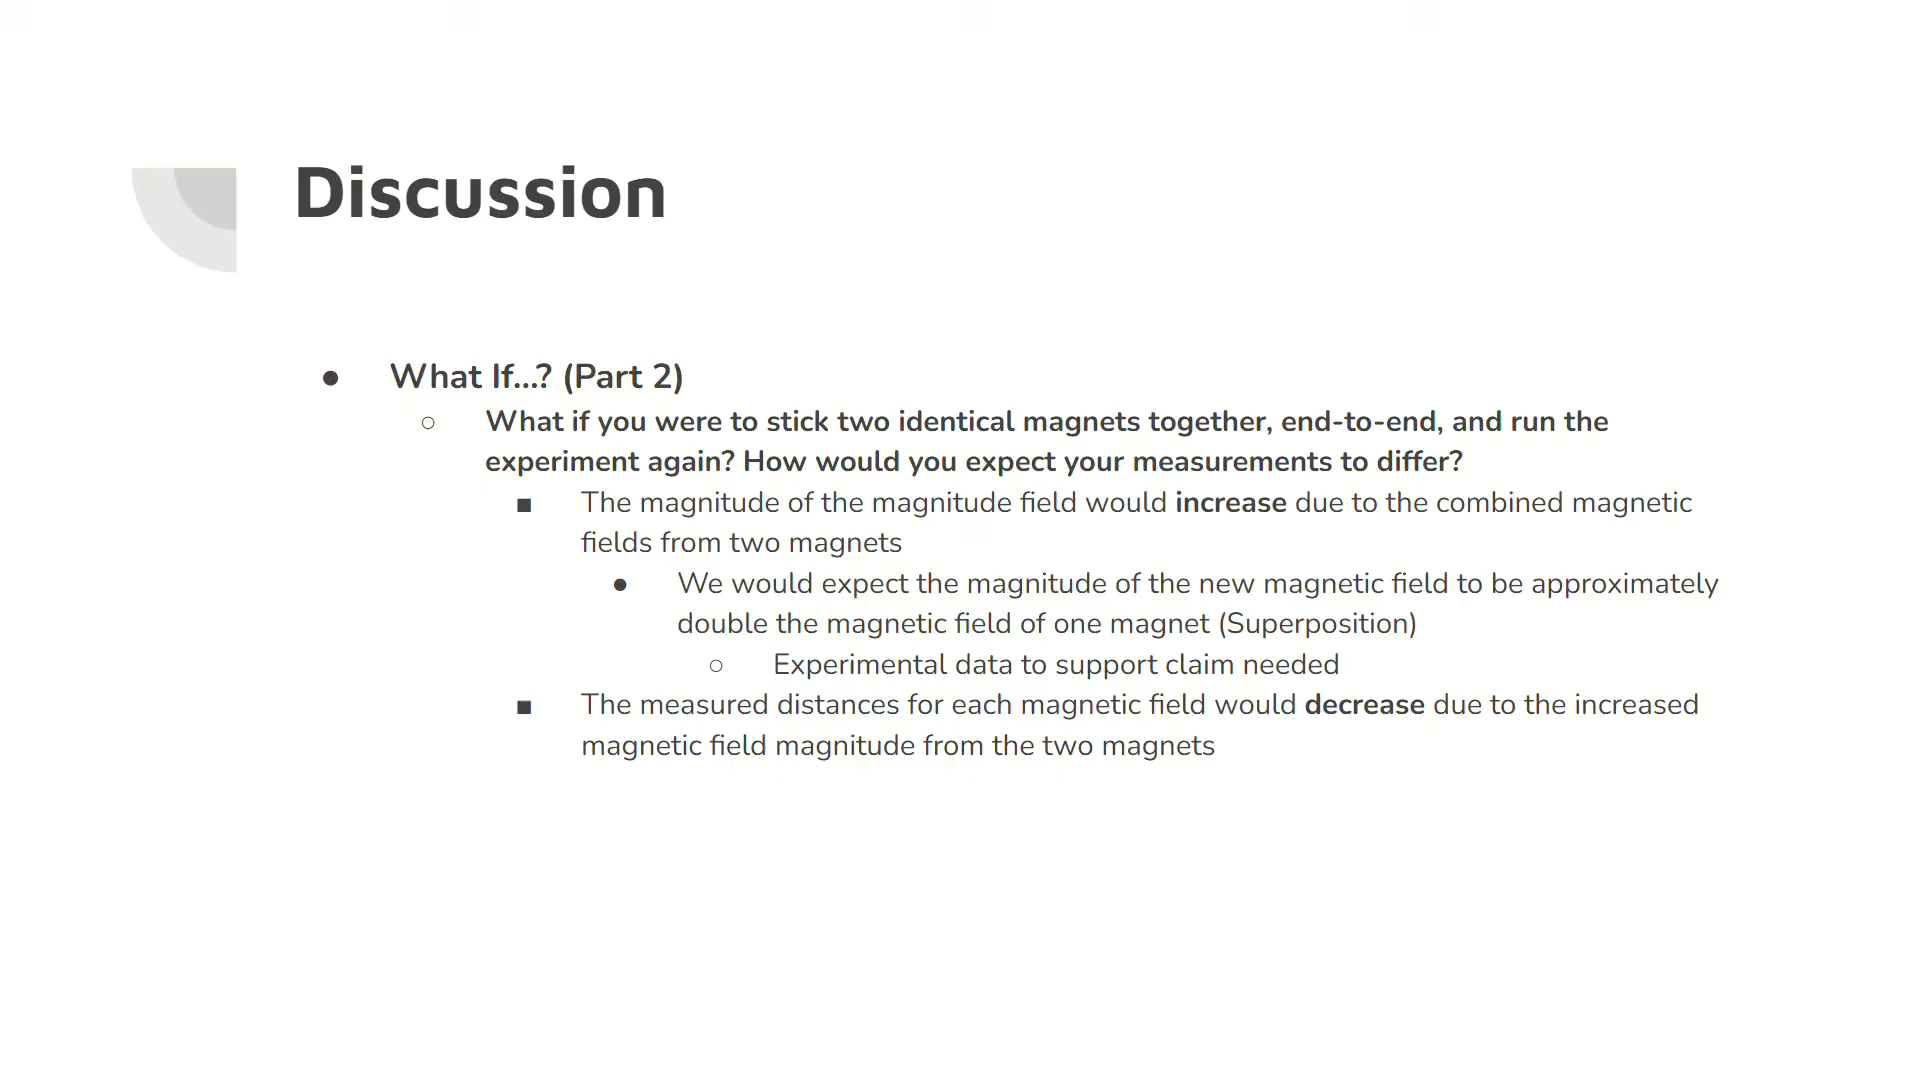 Discussion
● What If...? (Part 2)
○ What if you were to stick two identical magnets together, end-to-end, and run the
experiment again? How would you expect your measurements to differ?
■ The magnitude of the magnitude field would increase due to the combined magnetic
fields from two magnets
● We would expect the magnitude of the new magnetic field to be approximately
double the magnetic field of one magnet (Superposition)
○ Experimental data to support claim needed
■ The measured distances for each magnetic field would decrease due to the increased
magnetic field magnitude from the two magnets